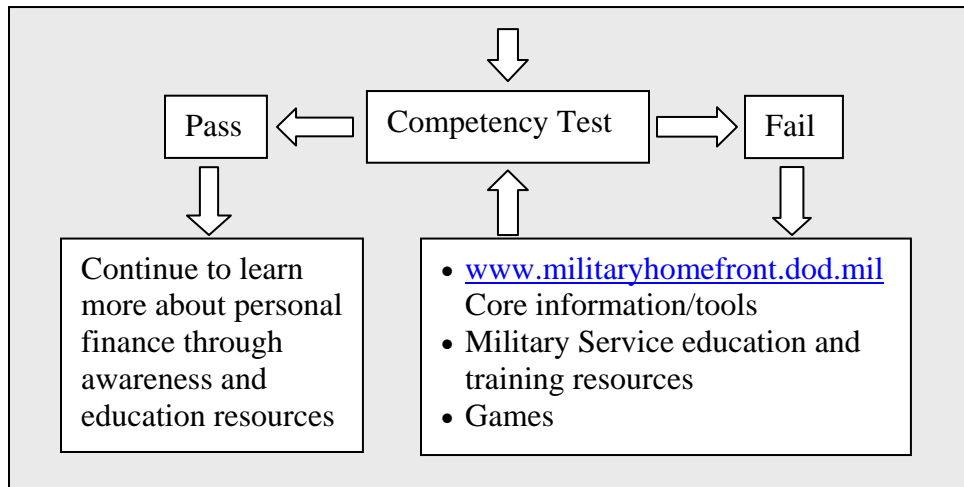 Pass
Competency Test
Fail
Continue to learn
more about personal
finance through
awareness and
education resources
• www.militaryhomefront.dod.mil
Core information/tools
• Military Service education and
training resources
• Games